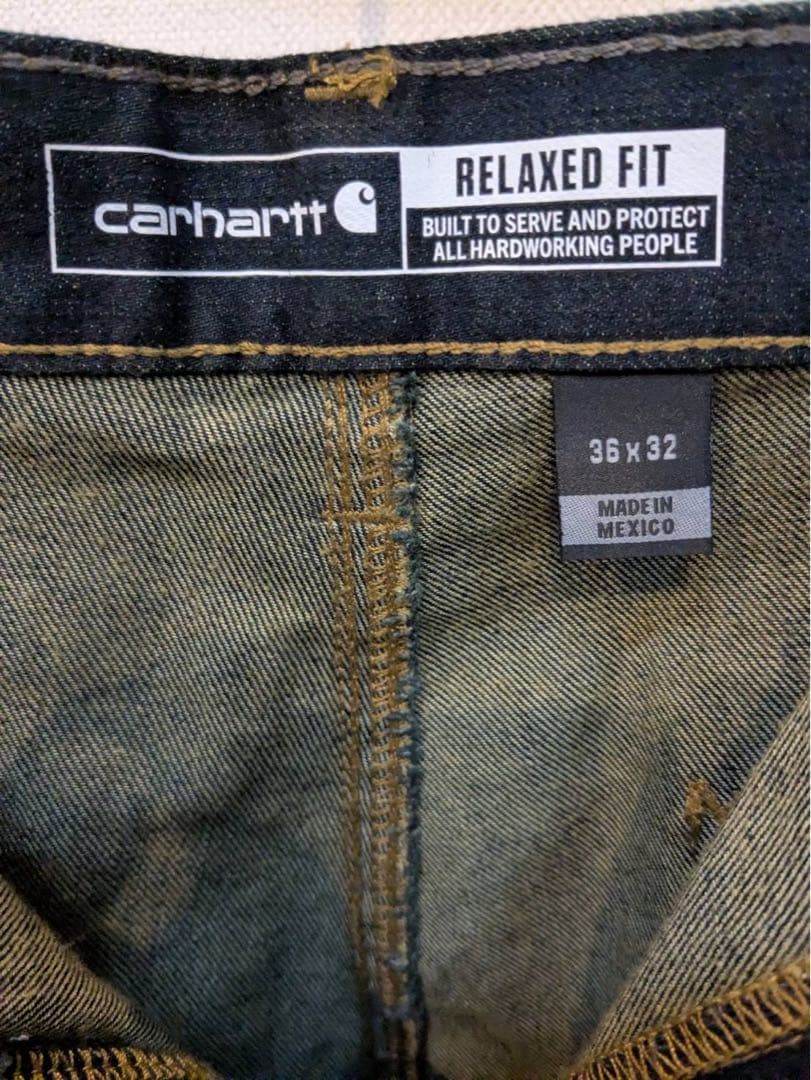 carhartt
RELAXED FIT
BUILT TO SERVE AND PROTECT
ALL HARDWORKING PEOPLE
36 x 32
MADE IN
MEXICO